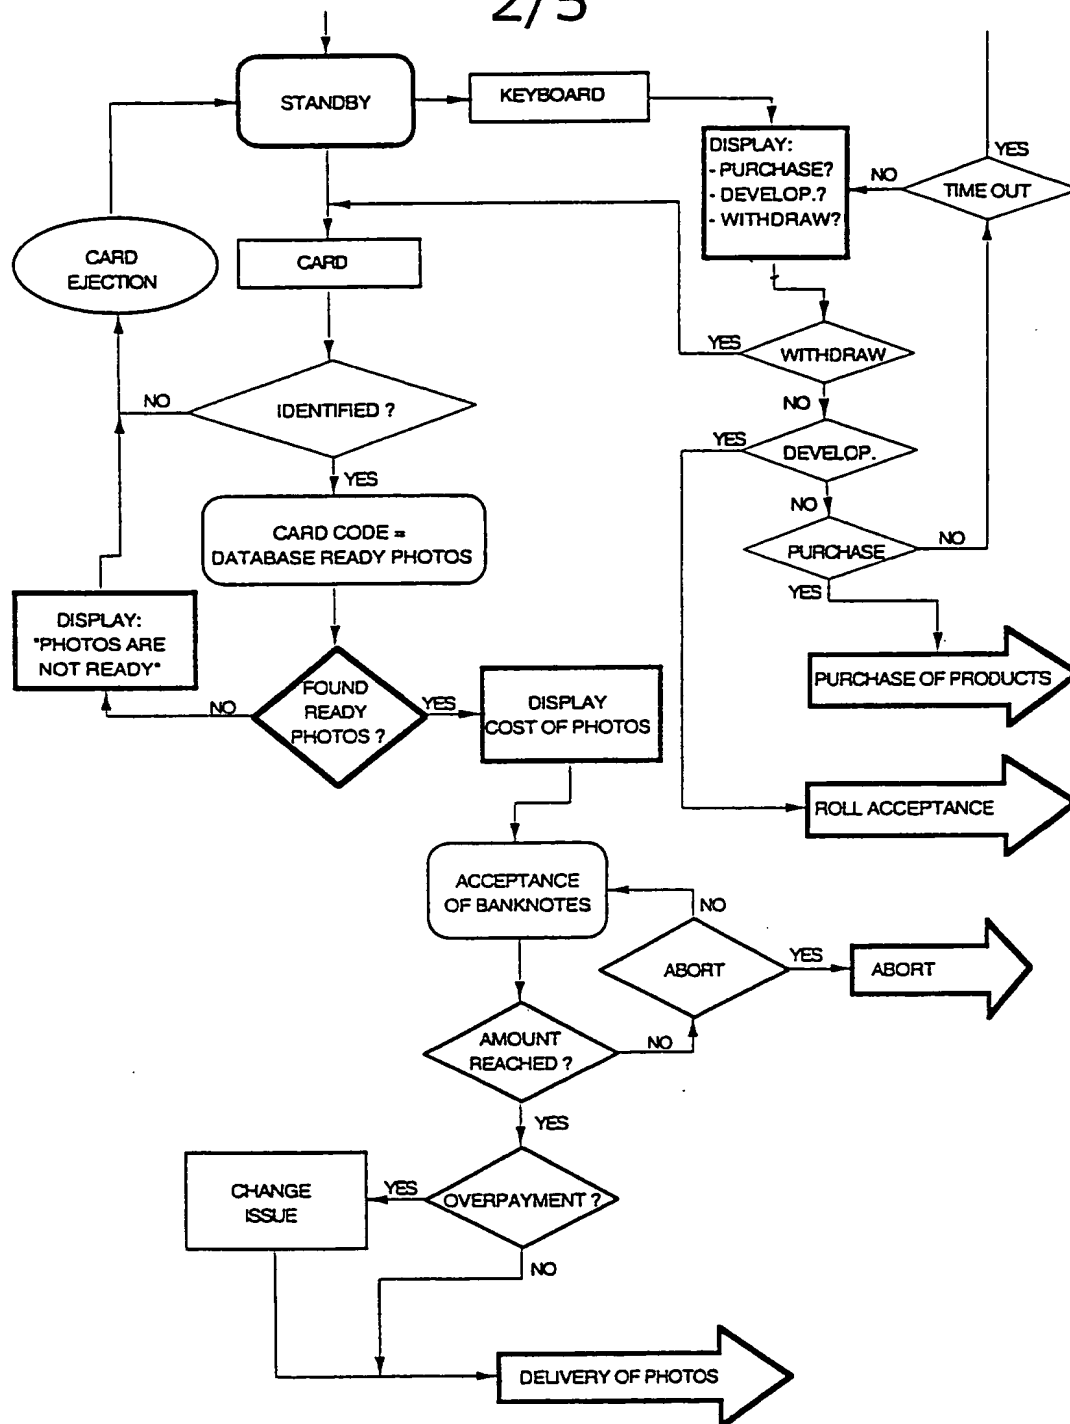 2/5
STANDBY
KEYBOARD
DISPLAY:
- PURCHASE?
- DEVELOP.?
- WITHDRAW?
YES
NO
TIME OUT
CARD
EJECTION
CARD
YES
WITHDRAW
NO
IDENTIFIED ?
NO
YES
DEVELOP.
YES
NO
CARD CODE =
DATABASE READY PHOTOS
PURCHASE
NO
YES
DISPLAY:
"PHOTOS ARE
NOT READY"
NO
FOUND
READY
PHOTOS ?
YES
DISPLAY
COST OF PHOTOS
PURCHASE OF PRODUCTS
ROLL ACCEPTANCE
ACCEPTANCE
OF BANKNOTES
NO
ABORT
YES
ABORT
AMOUNT
REACHED ?
NO
YES
CHANGE
ISSUE
YES
OVERPAYMENT ?
NO
DELIVERY OF PHOTOS